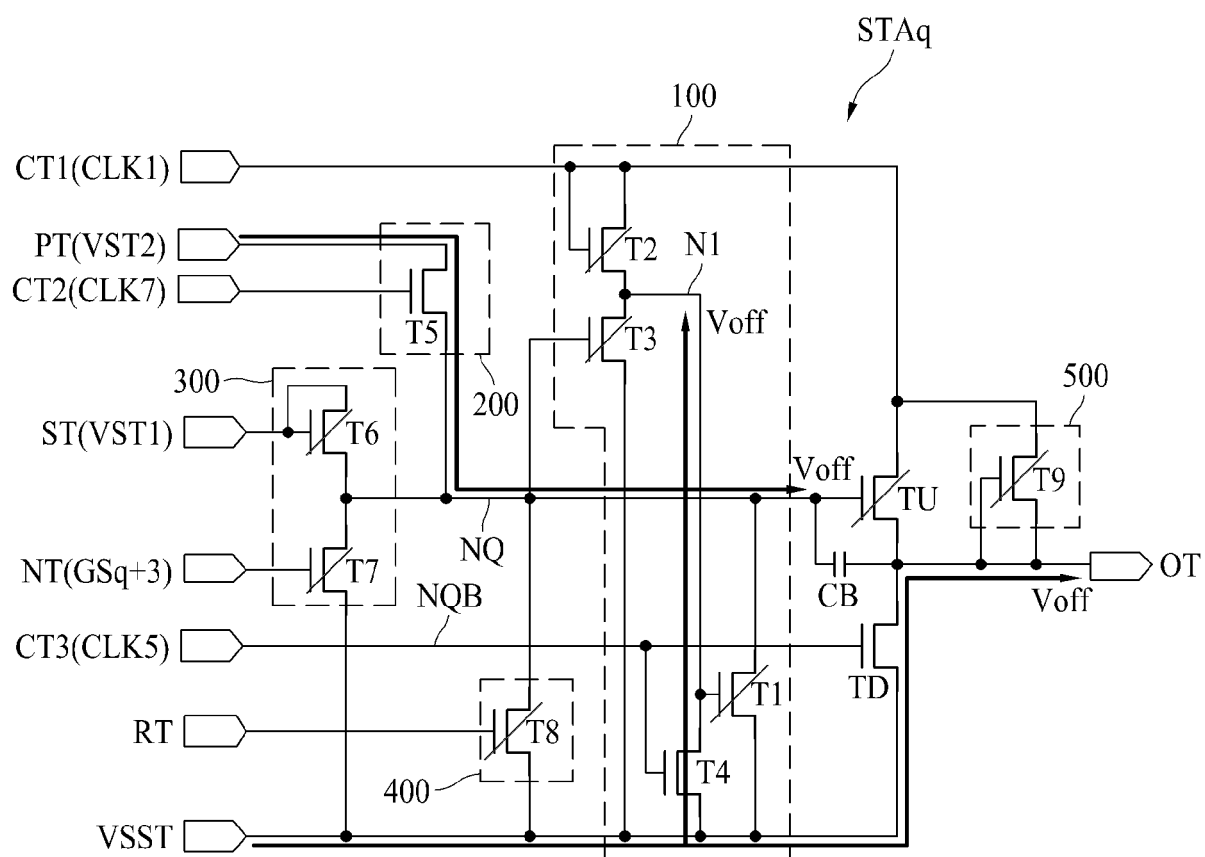 STAq
100
CT1(CLK1)
PT(VST2)
T2
N1
CT2(CLK7)
T5
T3
Voff
300
200
500
ST(VST1)
T6
Voff
T9
TU
NQ
NT(GSq+3)
T7
CB
OT
NQB
Voff
CT3(CLK5)
TD
T1
RT
T8
T4
400
VSST